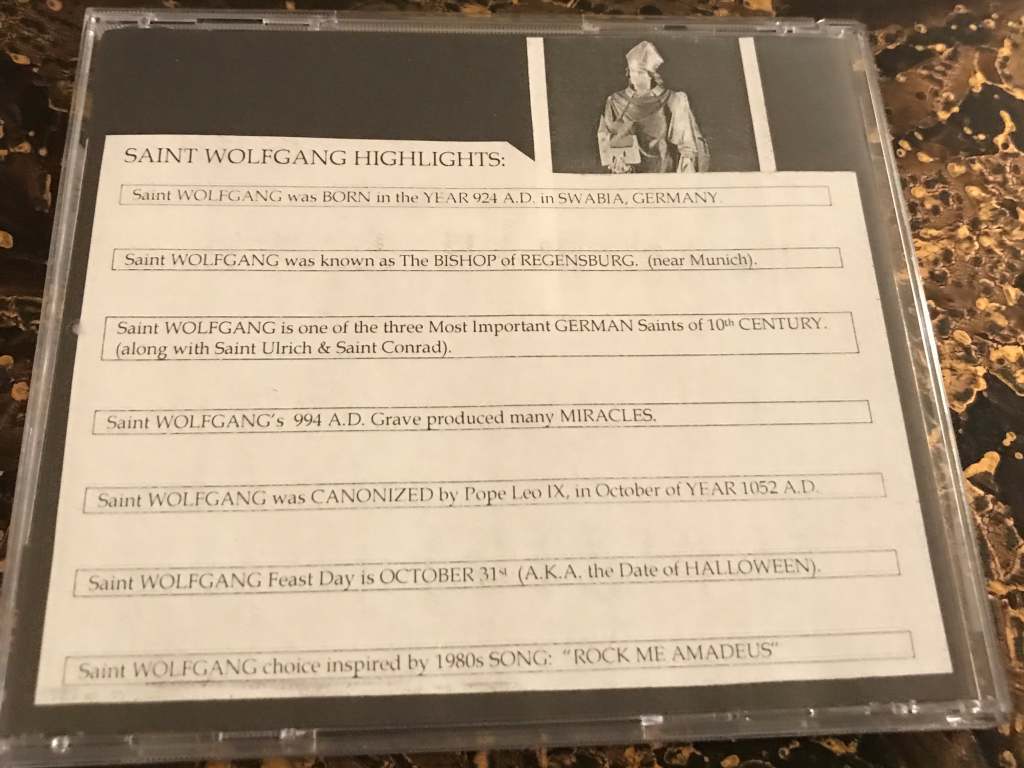 SAINT WOLFGANG HIGHLIGHTS:
Saint WOLFGANG was BORN in the YEAR 924 A.D. in SWABIA, GERMANY.
Saint WOLFGANG was known as The BISHOP of REGENSBURG. (near Munich).
Saint WOLFGANG is one of the three Most Important GERMAN Saints of 10th CENTURY.
(along with Saint Ulrich & Saint Conrad).
Saint WOLFGANG's 994 A.D. Grave produced many MIRACLES.
Saint WOLFGANG was CANONIZED by Pope Leo IX, in October of YEAR 1052 A.D.
Saint WOLFGANG Feast Day is OCTOBER 31st (A.K.A. the Date of HALLOWEEN).
Saint WOLFGANG choice inspired by 1980s SONG: "ROCK ME AMADEUS"